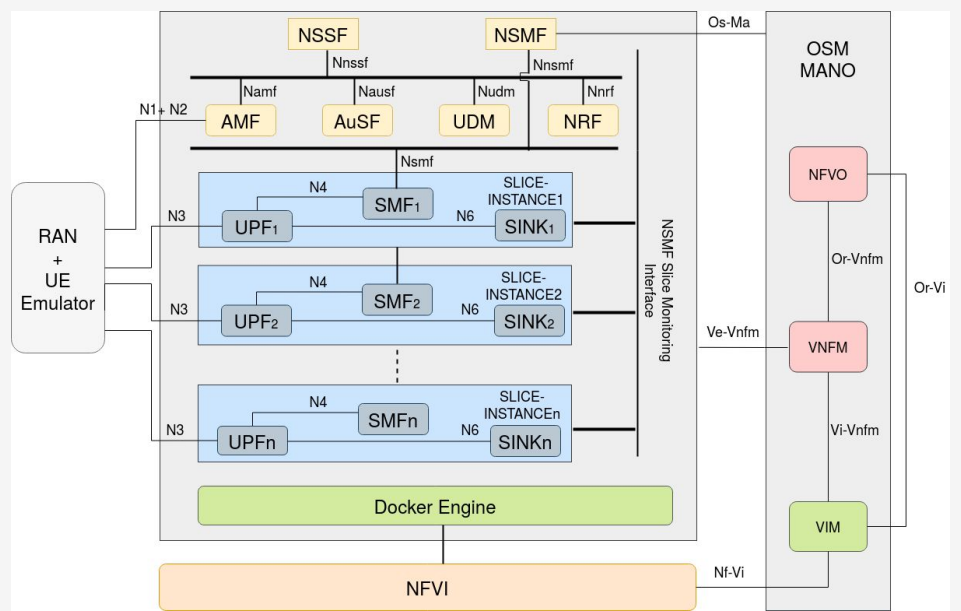 Os-Ma
NSSF
NSMF
OSM
MANO
Nnssf
Nnsmf
Namf
Nausf
Nudm
Nnrf
N1+ N2
AMF
AuSF
UDM
NRF
Nsmf
NFVO
SLICE-
INSTANCE1
N4
SMF1
N3
UPF1
N6
SINK1
RAN
+
UE
Emulator
NSMF Slice Monitoring
Interface
Or-Vnfm
Or-Vi
SLICE-
INSTANCE2
N4
SMF2
N3
UPF2
N6
SINK2
Ve-Vnfm
VNFM
SLICE-
INSTANCEn
N4
SMFn
N3
UPFn
N6
SINKn
Vi-Vnfm
Docker Engine
VIM
NFVI
Nf-Vi